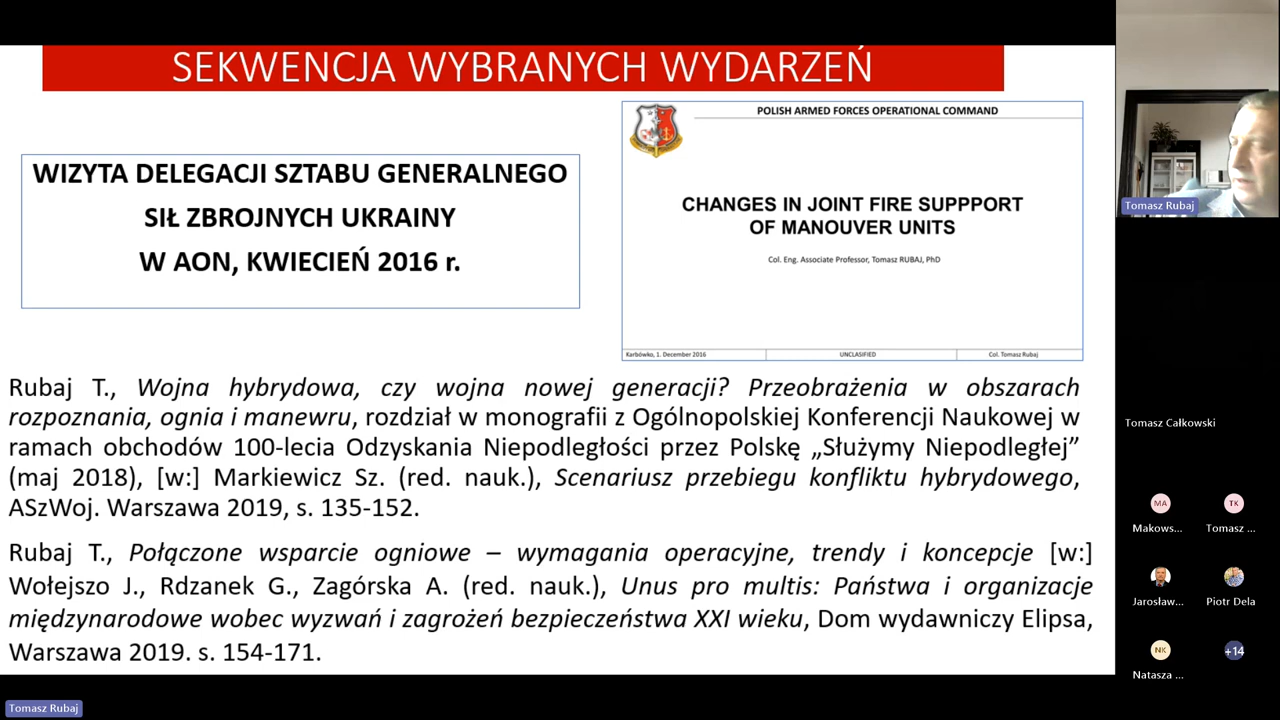 SEKWENCJA WYBRANYCH WYDARZEŃ
WIZYTA DELEGACJI SZTABU GENERALNEGO
SIŁ ZBROJNYCH UKRAINY
W AON, KWIECIEŃ 2016 r.
POLISH ARMED FORCES OPERATIONAL COMMAND
CHANGES IN JOINT FIRE SUPPPORT
OF MANOUVER UNITS
Col. Eng. Associate Professor, Tomasz RUBAJ, PhD
Karbówko, 1. December 2016
UNCLASSIFIED
Col. Tomasz Rubaj
Rubaj T., Wojna hybrydowa, czy wojna nowej generacji? Przeobrażenia w obszarach
rozpoznania, ognia i manewru, rozdział w monografii z Ogólnopolskiej Konferencji Naukowej w
ramach obchodów 100-lecia Odzyskania Niepodległości przez Polskę „Służymy Niepodległej”
(maj 2018), [w:] Markiewicz Sz. (red. nauk.), Scenariusz przebiegu konfliktu hybrydowego,
ASzWoj. Warszawa 2019, s. 135-152.
Rubaj T., Połączone wsparcie ogniowe – wymagania operacyjne, trendy i koncepcje [w:]
Wołejszo J., Rdzanek G., Zagórska A. (red. nauk.), Unus pro multis: Państwa i organizacje
międzynarodowe wobec wyzwań i zagrożeń bezpieczeństwa XXI wieku, Dom wydawniczy Elipsa,
Warszawa 2019. s. 154-171.
Tomasz Rubaj
Tomasz Całkowski
MA
TK
Makows...
Tomasz ...
Jarosław...
Piotr Dela
NK
+14
Natasza ...
Tomasz Rubaj